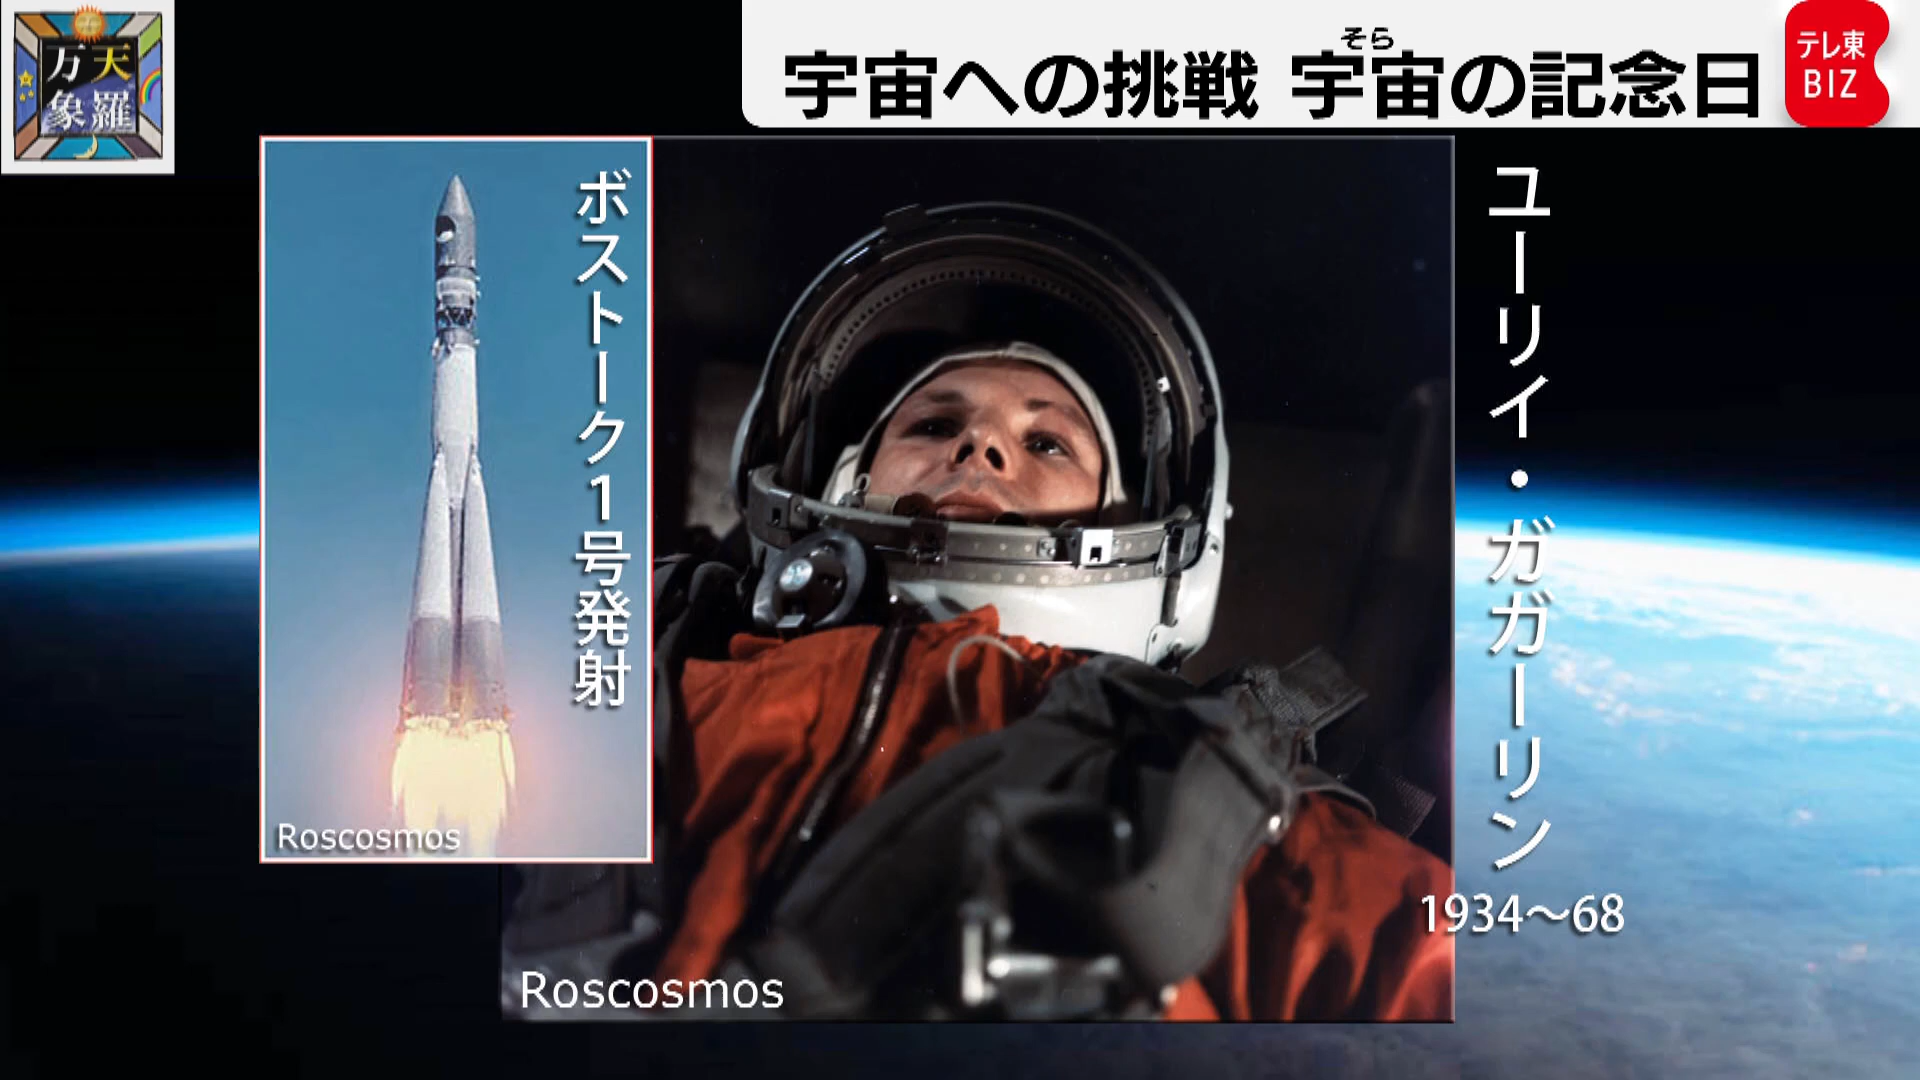 天羅
万象
宇宙への挑戦 宇宙の記念日
そら
テレ東
BIZ
ボストーク1号発射
Roscosmos
ユーリイ・ガガーリン
1934～68
Roscosmos